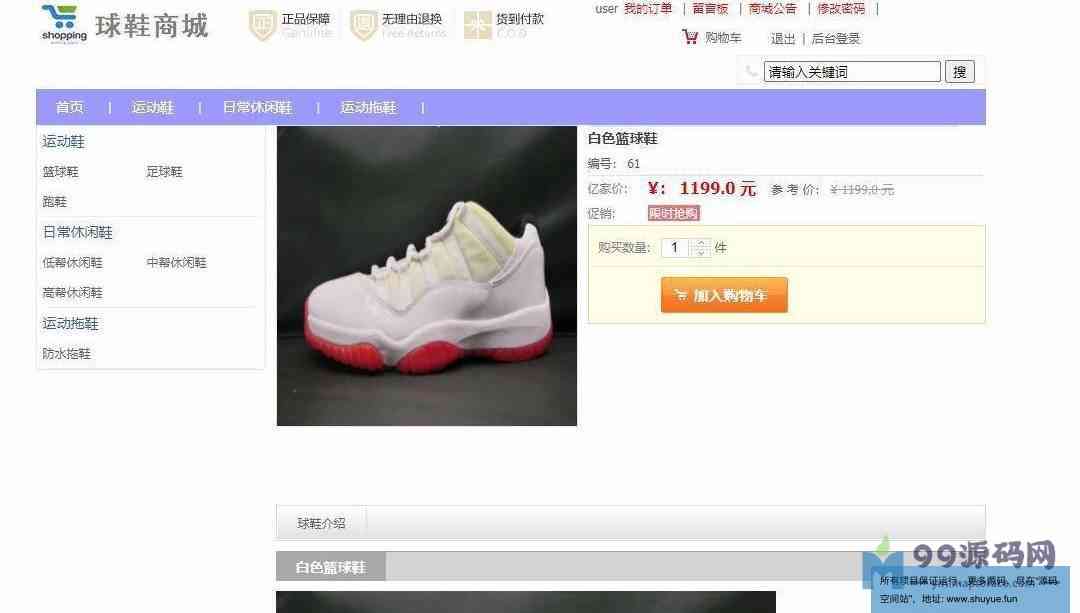 user 我的订单 | 留言板 | 商城公告 | 修改密码 |
shopping 球鞋商城 正品保障 Genuine 无理由退换 Free Returns 货到付款 C.O.D
购物车 退出 | 后台登录
请输入关键词 搜
首页 | 运动鞋 | 日常休闲鞋 | 运动拖鞋 |
运动鞋
篮球鞋 足球鞋
跑鞋
日常休闲鞋
低帮休闲鞋 中帮休闲鞋
高帮休闲鞋
运动拖鞋
防水拖鞋
白色篮球鞋
编号: 61
亿家价: ¥: 1199.0 元 参 考 价: ¥ 1199.0 元
促销: 限时抢购
购买数量: 1 件
加入购物车
球鞋介绍
白色篮球鞋
99源码网
所有项目保证运行，更多源码，尽在“源码
空间站”，地址: www.shuyue.fun